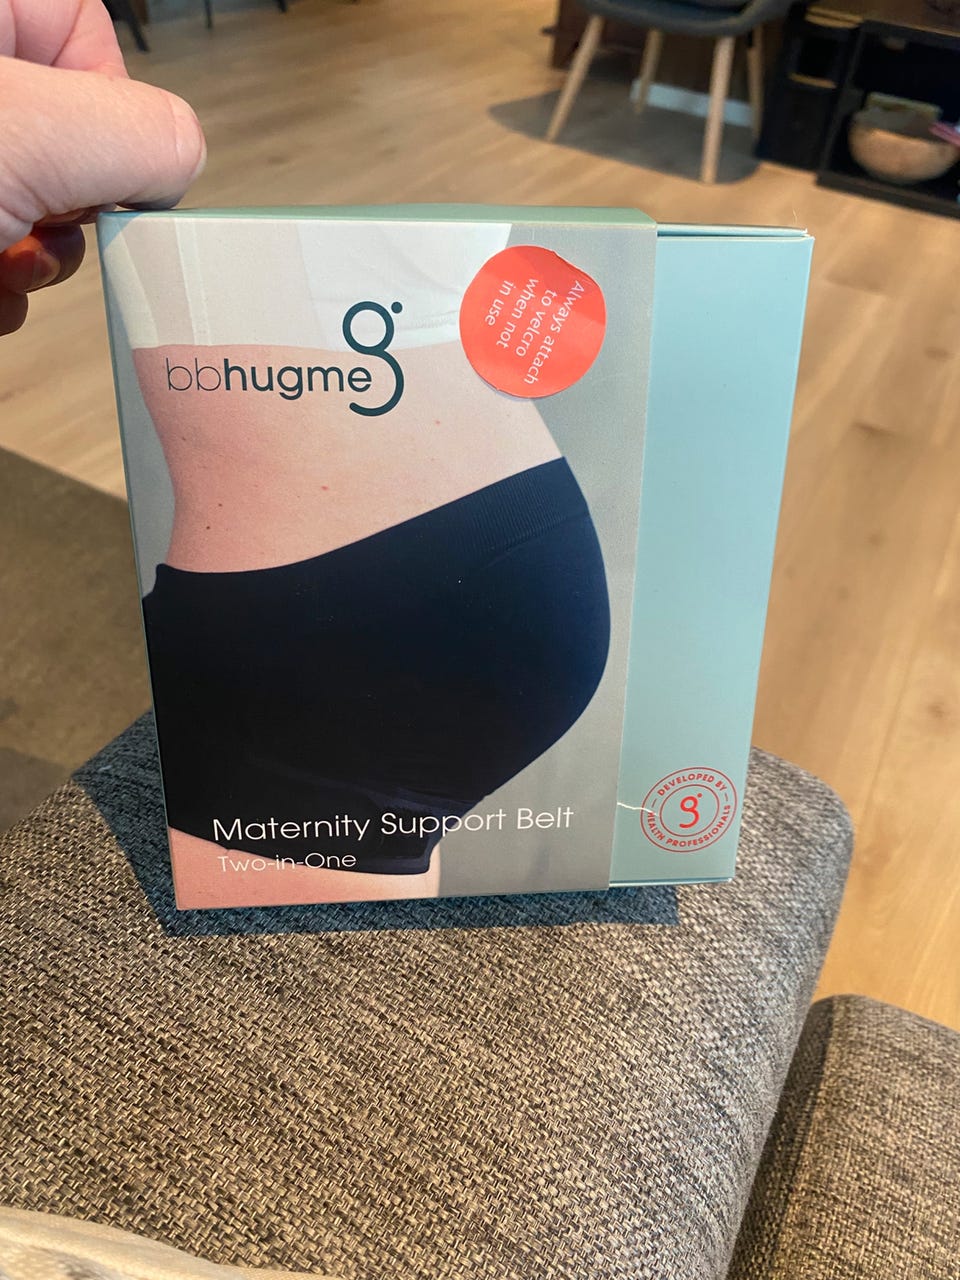 bbhugme
Always attach
to velcro
when not
in use
Maternity Support Belt
Two-in-One
DEVELOPED BY
HEALTH PROFESSIONALS